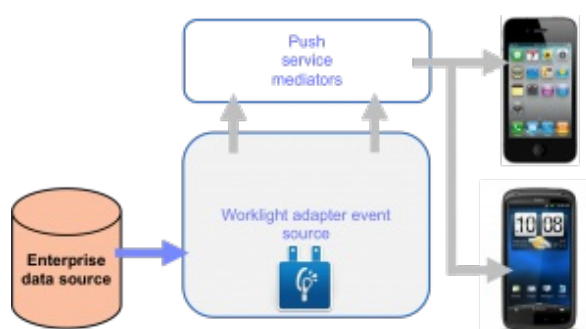 Push
service
mediators
Worklight adapter event
source
Enterprise
data source
10:08